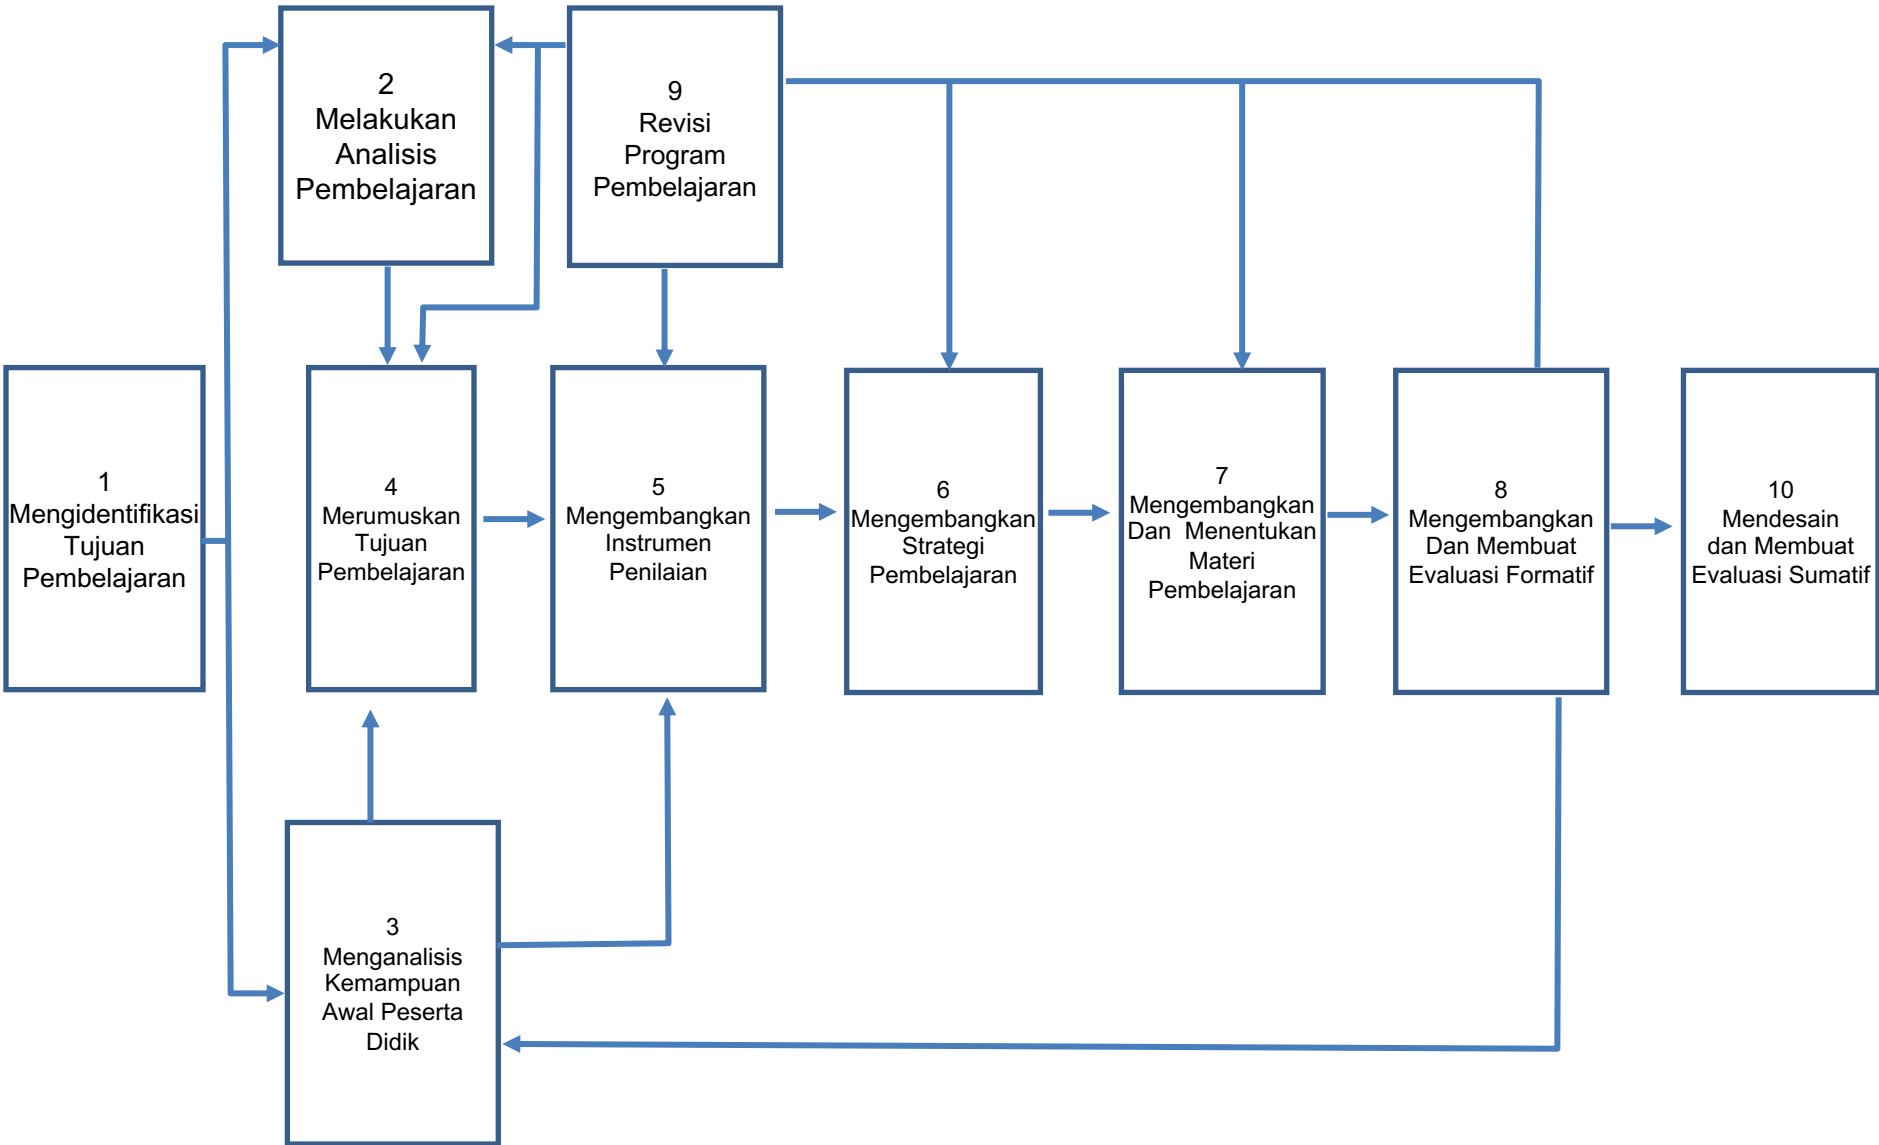 2
Melakukan
Analisis
Pembelajaran
9
Revisi
Program
Pembelajaran
1
Mengidentifikasi
Tujuan
Pembelajaran
4
Merumuskan
Tujuan
Pembelajaran
5
Mengembangkan
Instrumen
Penilaian
6
Mengembangkan
Strategi
Pembelajaran
7
Mengembangkan
Dan Menentukan
Materi
Pembelajaran
8
Mengembangkan
Dan Membuat
Evaluasi Formatif
10
Mendesain
dan Membuat
Evaluasi Sumatif
3
Menganalisis
Kemampuan
Awal Peserta
Didik